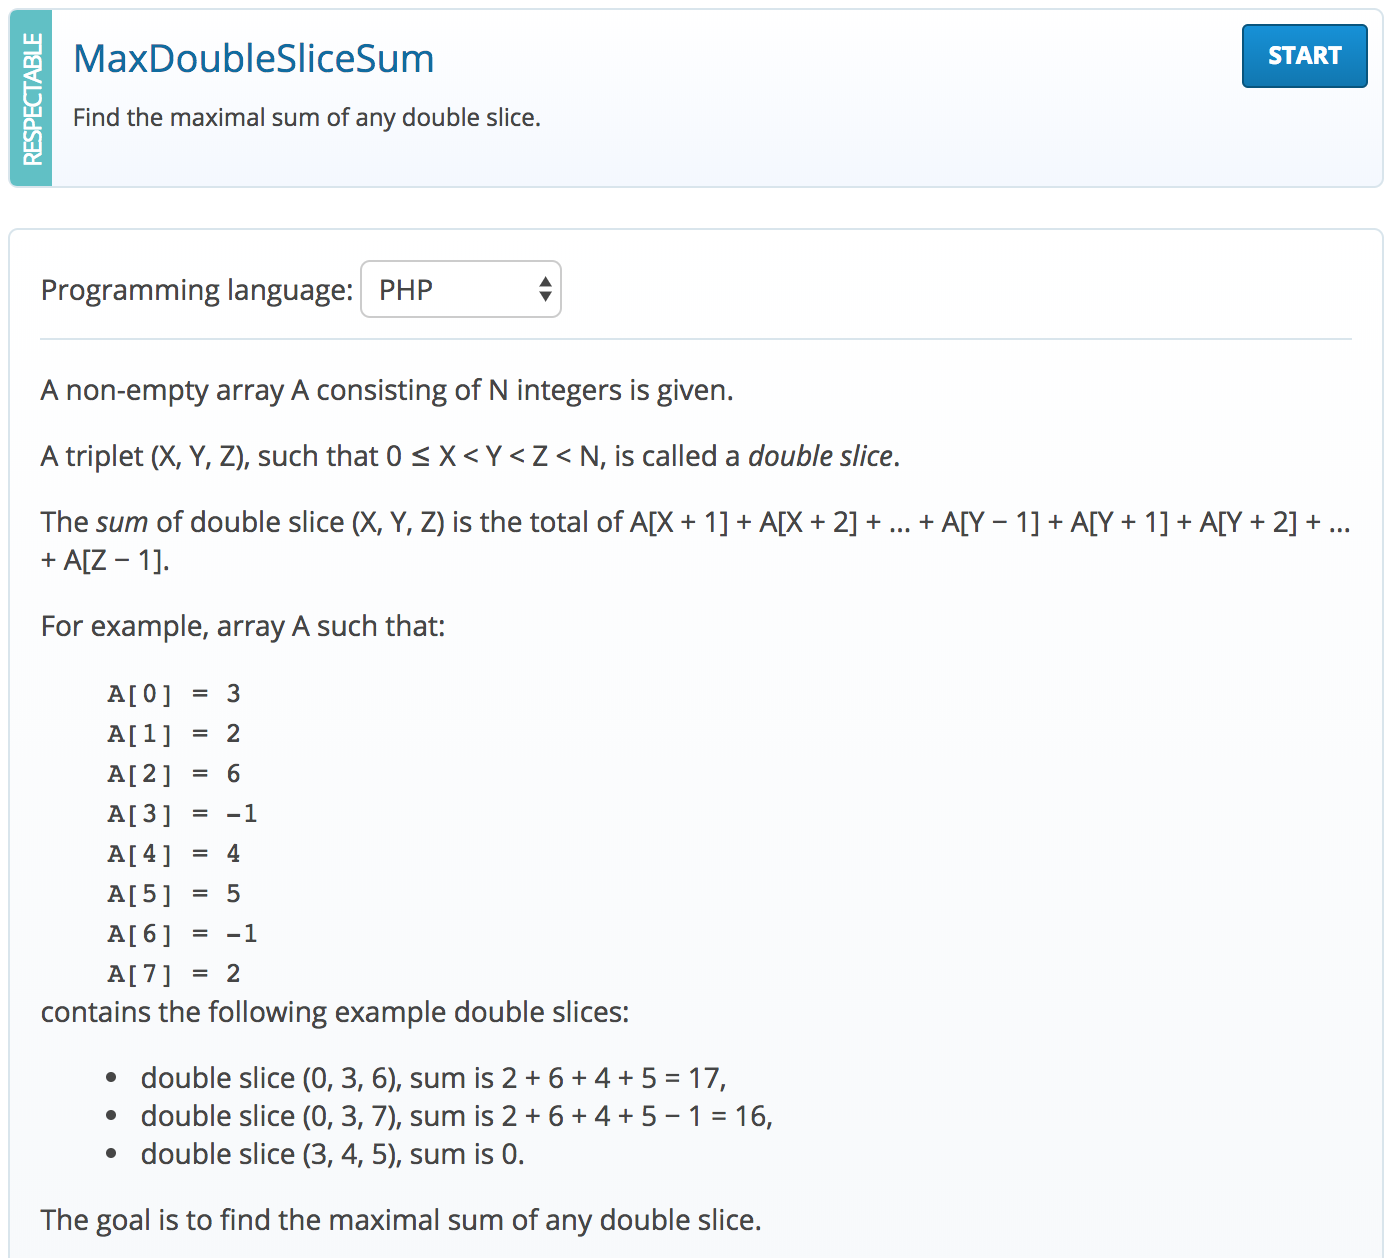 RESPECTABLE
MaxDoubleSliceSum
START
Find the maximal sum of any double slice.
Programming language: PHP
A non-empty array A consisting of N integers is given.
A triplet (X, Y, Z), such that 0 ≤ X < Y < Z < N, is called a double slice.
The sum of double slice (X, Y, Z) is the total of A[X + 1] + A[X + 2] + ... + A[Y − 1] + A[Y + 1] + A[Y + 2] + ...
+ A[Z − 1].
For example, array A such that:
A[0] = 3
A[1] = 2
A[2] = 6
A[3] = -1
A[4] = 4
A[5] = 5
A[6] = -1
A[7] = 2
contains the following example double slices:
• double slice (0, 3, 6), sum is 2 + 6 + 4 + 5 = 17,
• double slice (0, 3, 7), sum is 2 + 6 + 4 + 5 − 1 = 16,
• double slice (3, 4, 5), sum is 0.
The goal is to find the maximal sum of any double slice.